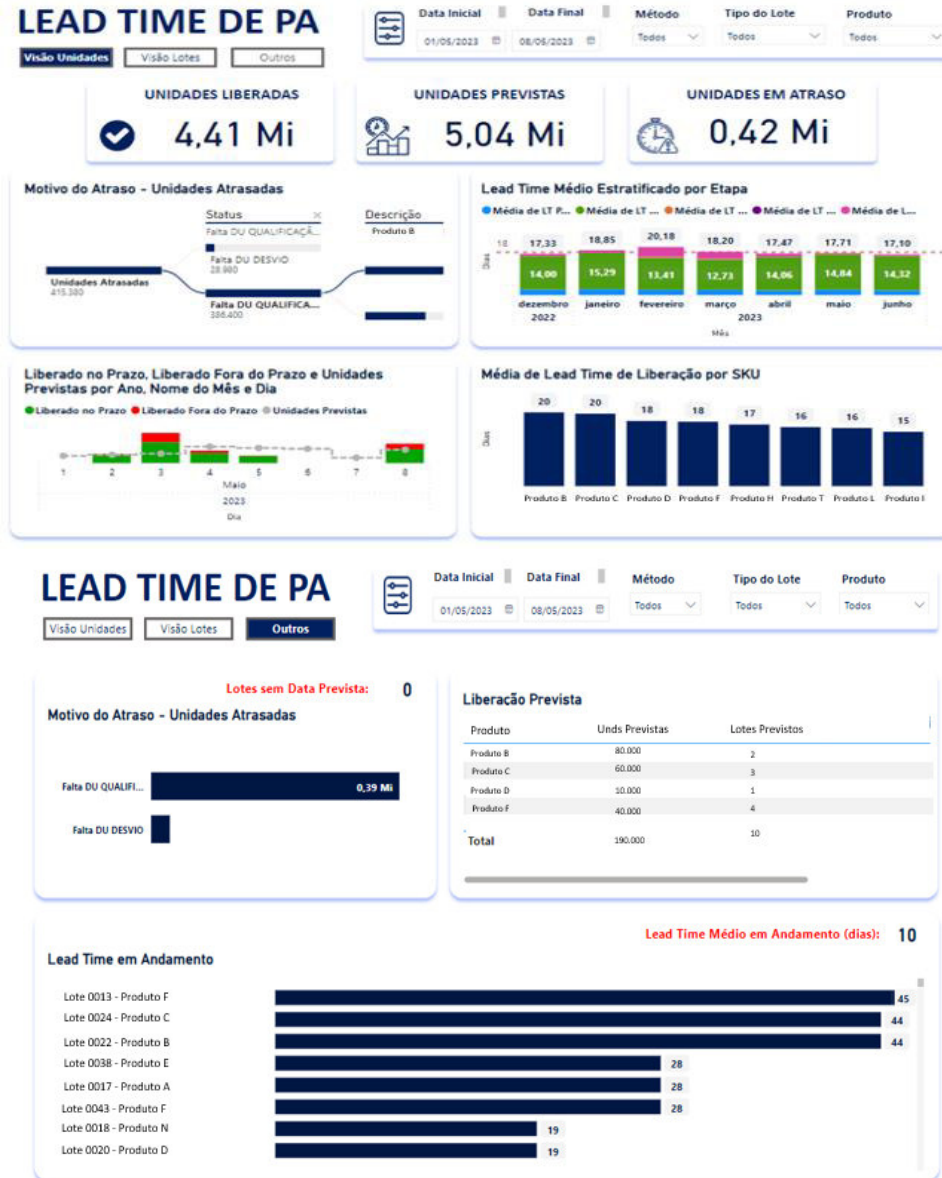 LEAD TIME DE PA
Data Inicial Data Final Método Tipo do Lote Produto
01/05/2023 08/05/2023 Todos Todos Todos
Visão Unidades Visão Lotes Outros
UNIDADES LIBERADAS UNIDADES PREVISTAS UNIDADES EM ATRASO
4,41 Mi 5,04 Mi 0,42 Mi
Motivo do Atraso - Unidades Atrasadas
Status Descrição
Falta DU QUALIFICAÇÃ... Produto B
Falta DU DESVIO
28.980
Unidades Atrasadas
415.380
Falta DU QUALIFICA...
386.400
Lead Time Médio Estratificado por Etapa
Média de LT P... Média de LT ... Média de LT ... Média de LT ... Média de L...
18 17,33 18,85 20,18 18,20 17,47 17,71 17,10
Dias
14,00 15,29 13,41 12,73 14,06 14,84 14,32
dezembro janeiro fevereiro março abril maio junho
2022 2023
Mês
Liberado no Prazo, Liberado Fora do Prazo e Unidades
Previstas por Ano, Nome do Mês e Dia
Liberado no Prazo Liberado Fora do Prazo Unidades Previstas
1 2 3 4 5 6 7 8
Maio
2023
Dia
Média de Lead Time de Liberação por SKU
20 20 18 18 17 16 16 15
Dias
Produto B Produto C Produto D Produto F Produto H Produto T Produto L Produto I
LEAD TIME DE PA
Data Inicial Data Final Método Tipo do Lote Produto
01/05/2023 08/05/2023 Todos Todos Todos
Visão Unidades Visão Lotes Outros
Lotes sem Data Prevista: 0
Motivo do Atraso - Unidades Atrasadas
Falta DU QUALIFI... 0,39 Mi
Falta DU DESVIO
Liberação Prevista
Produto Unds Previstas Lotes Previstos
Produto B 80.000 2
Produto C 60.000 3
Produto D 10.000 1
Produto F 40.000 4
Total 190.000 10
Lead Time Médio em Andamento (dias): 10
Lead Time em Andamento
Lote 0013 - Produto F 45
Lote 0024 - Produto C 44
Lote 0022 - Produto B 44
Lote 0038 - Produto E 28
Lote 0017 - Produto A 28
Lote 0043 - Produto F 28
Lote 0018 - Produto N 19
Lote 0020 - Produto D 19